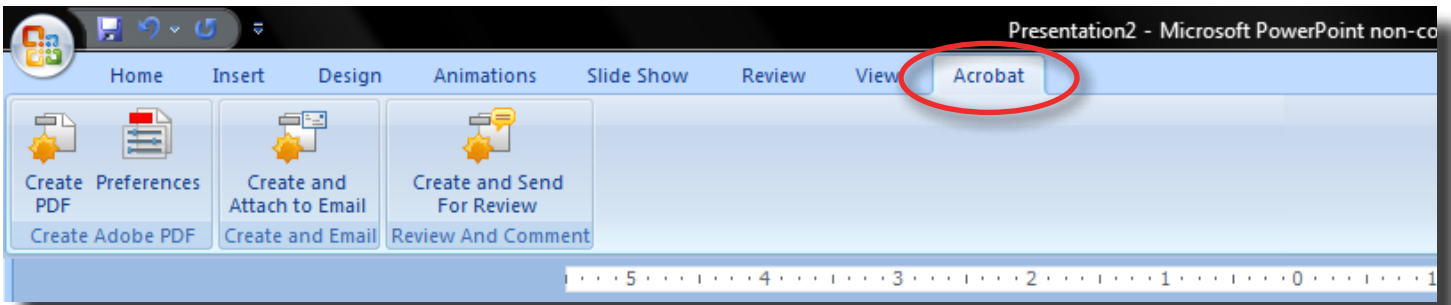 Presentation2 - Microsoft PowerPoint non-co
Home Insert Design Animations Slide Show Review View Acrobat
Create PDF Preferences Create and Attach to Email Create and Send For Review
Create Adobe PDF Create and Email Review And Comment
5 4 3 2 1 0 1